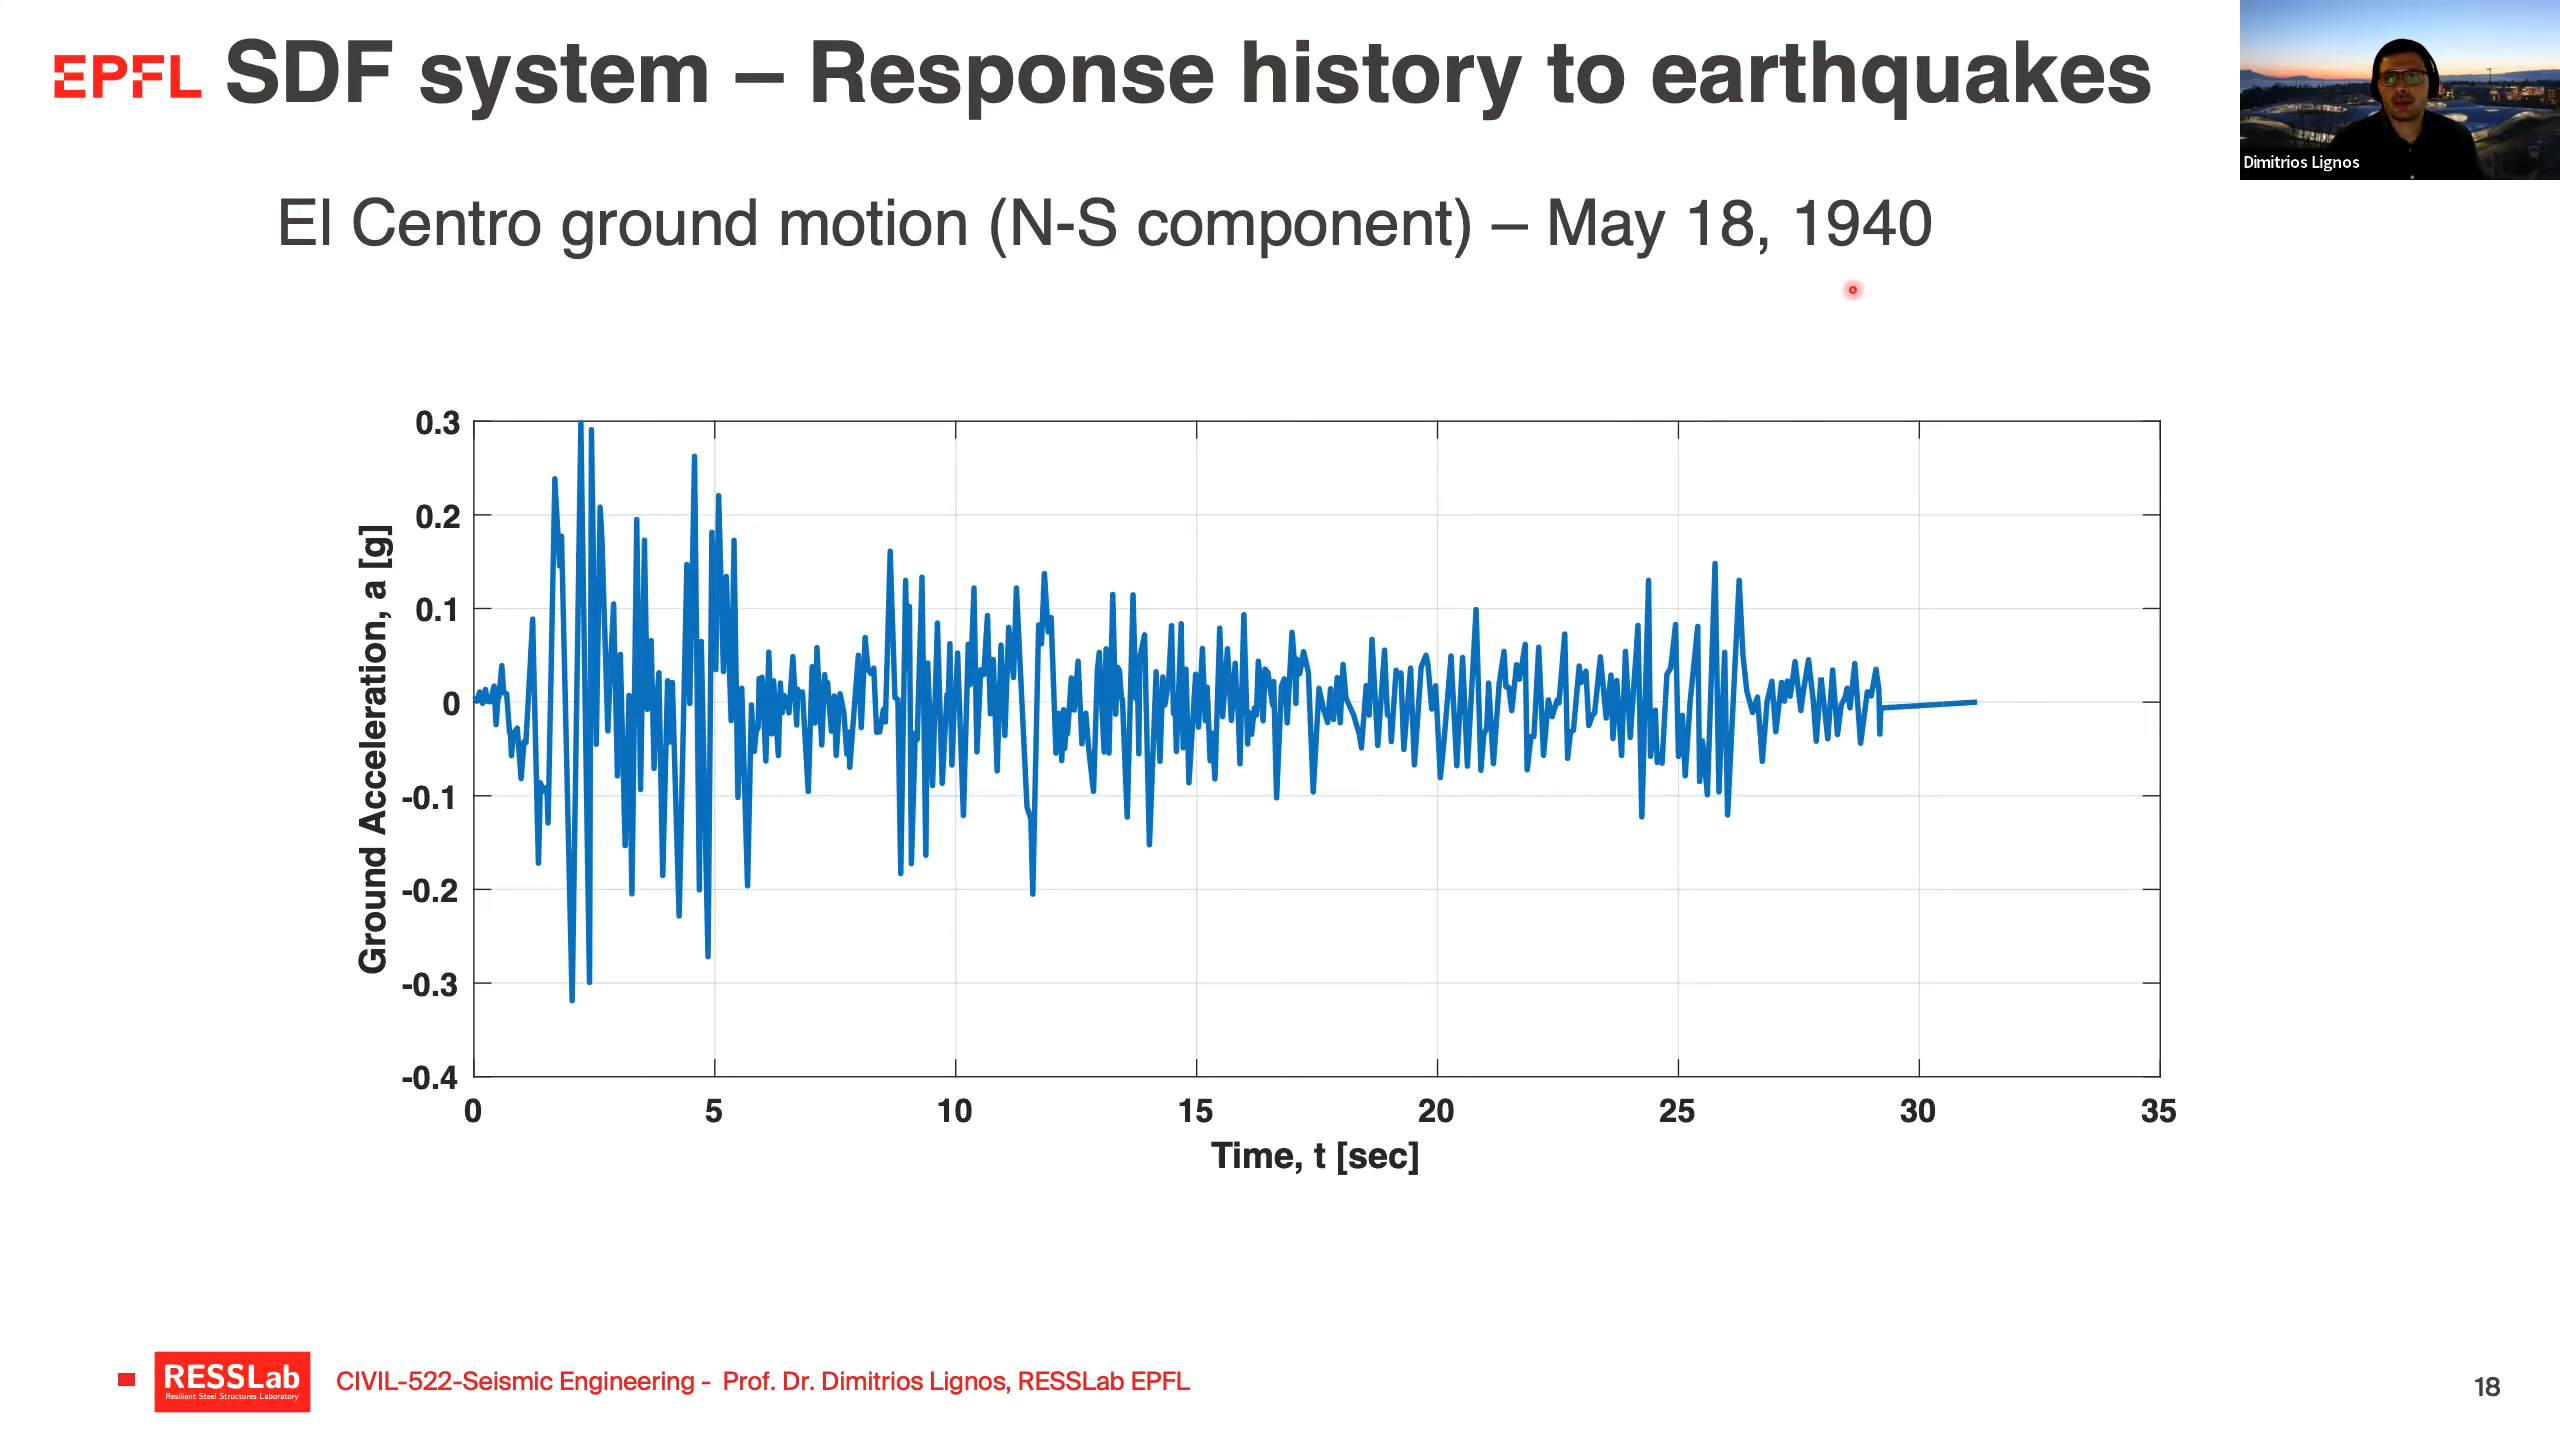 EPFL SDF system – Response history to earthquakes
Dimitrios Lignos
El Centro ground motion (N-S component) – May 18, 1940
0.3
0.2
0.1
0
-0.1
-0.2
-0.3
-0.4
Ground Acceleration, a [g]
0 5 10 15 20 25 30 35
Time, t [sec]
RESSLab
Resilient Steel Structures Laboratory
CIVIL-522-Seismic Engineering - Prof. Dr. Dimitrios Lignos, RESSLab EPFL
18